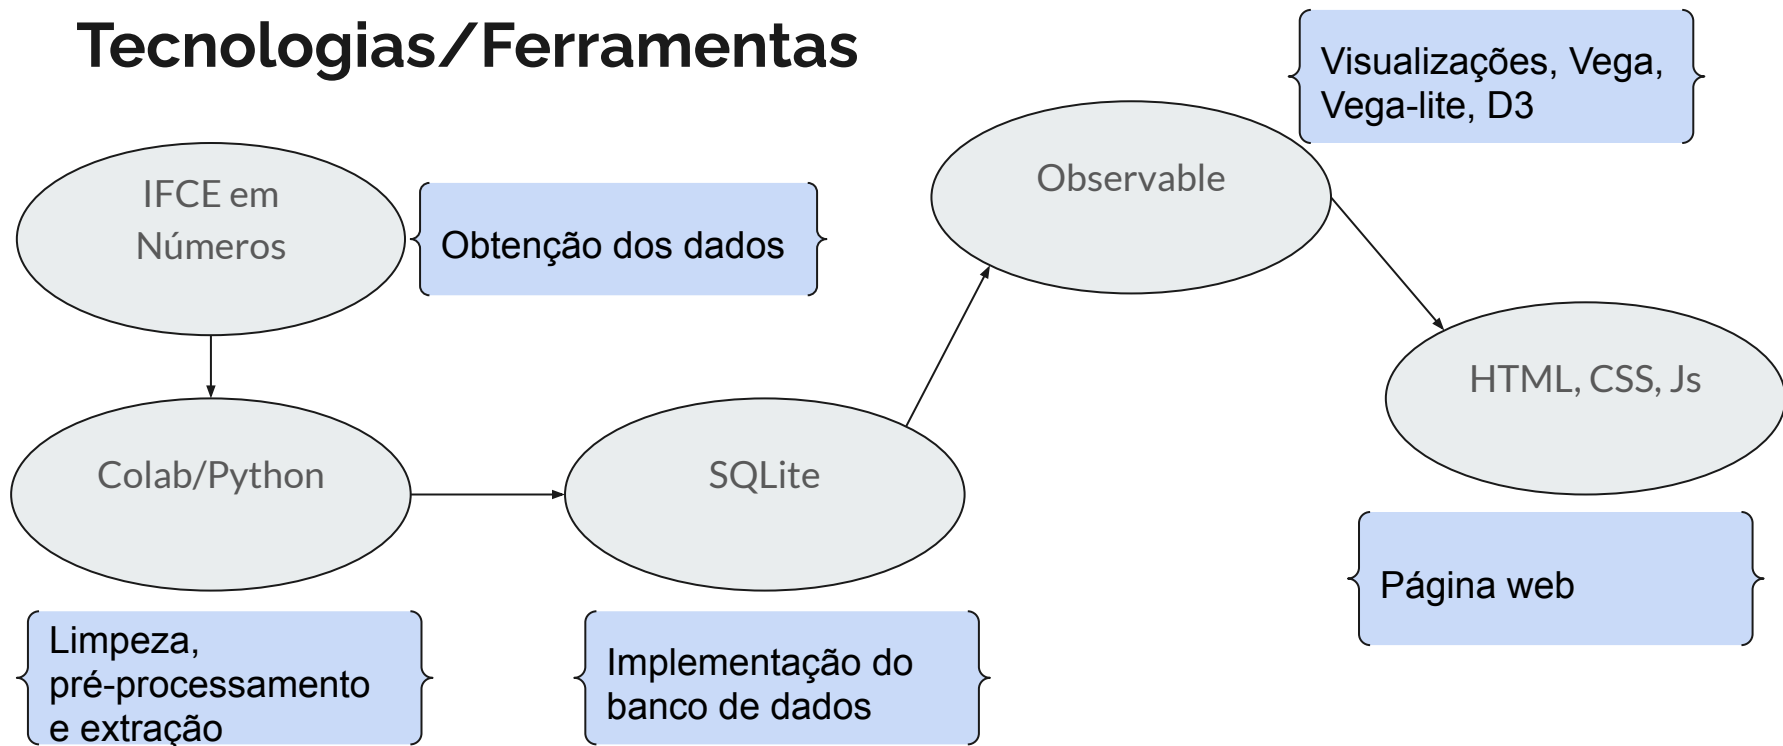 Tecnologias/Ferramentas
IFCE em
Números
Obtenção dos dados
Colab/Python
Limpeza,
pré-processamento
e extração
SQLite
Implementação do
banco de dados
Observable
Visualizações, Vega,
Vega-lite, D3
HTML, CSS, Js
Página web